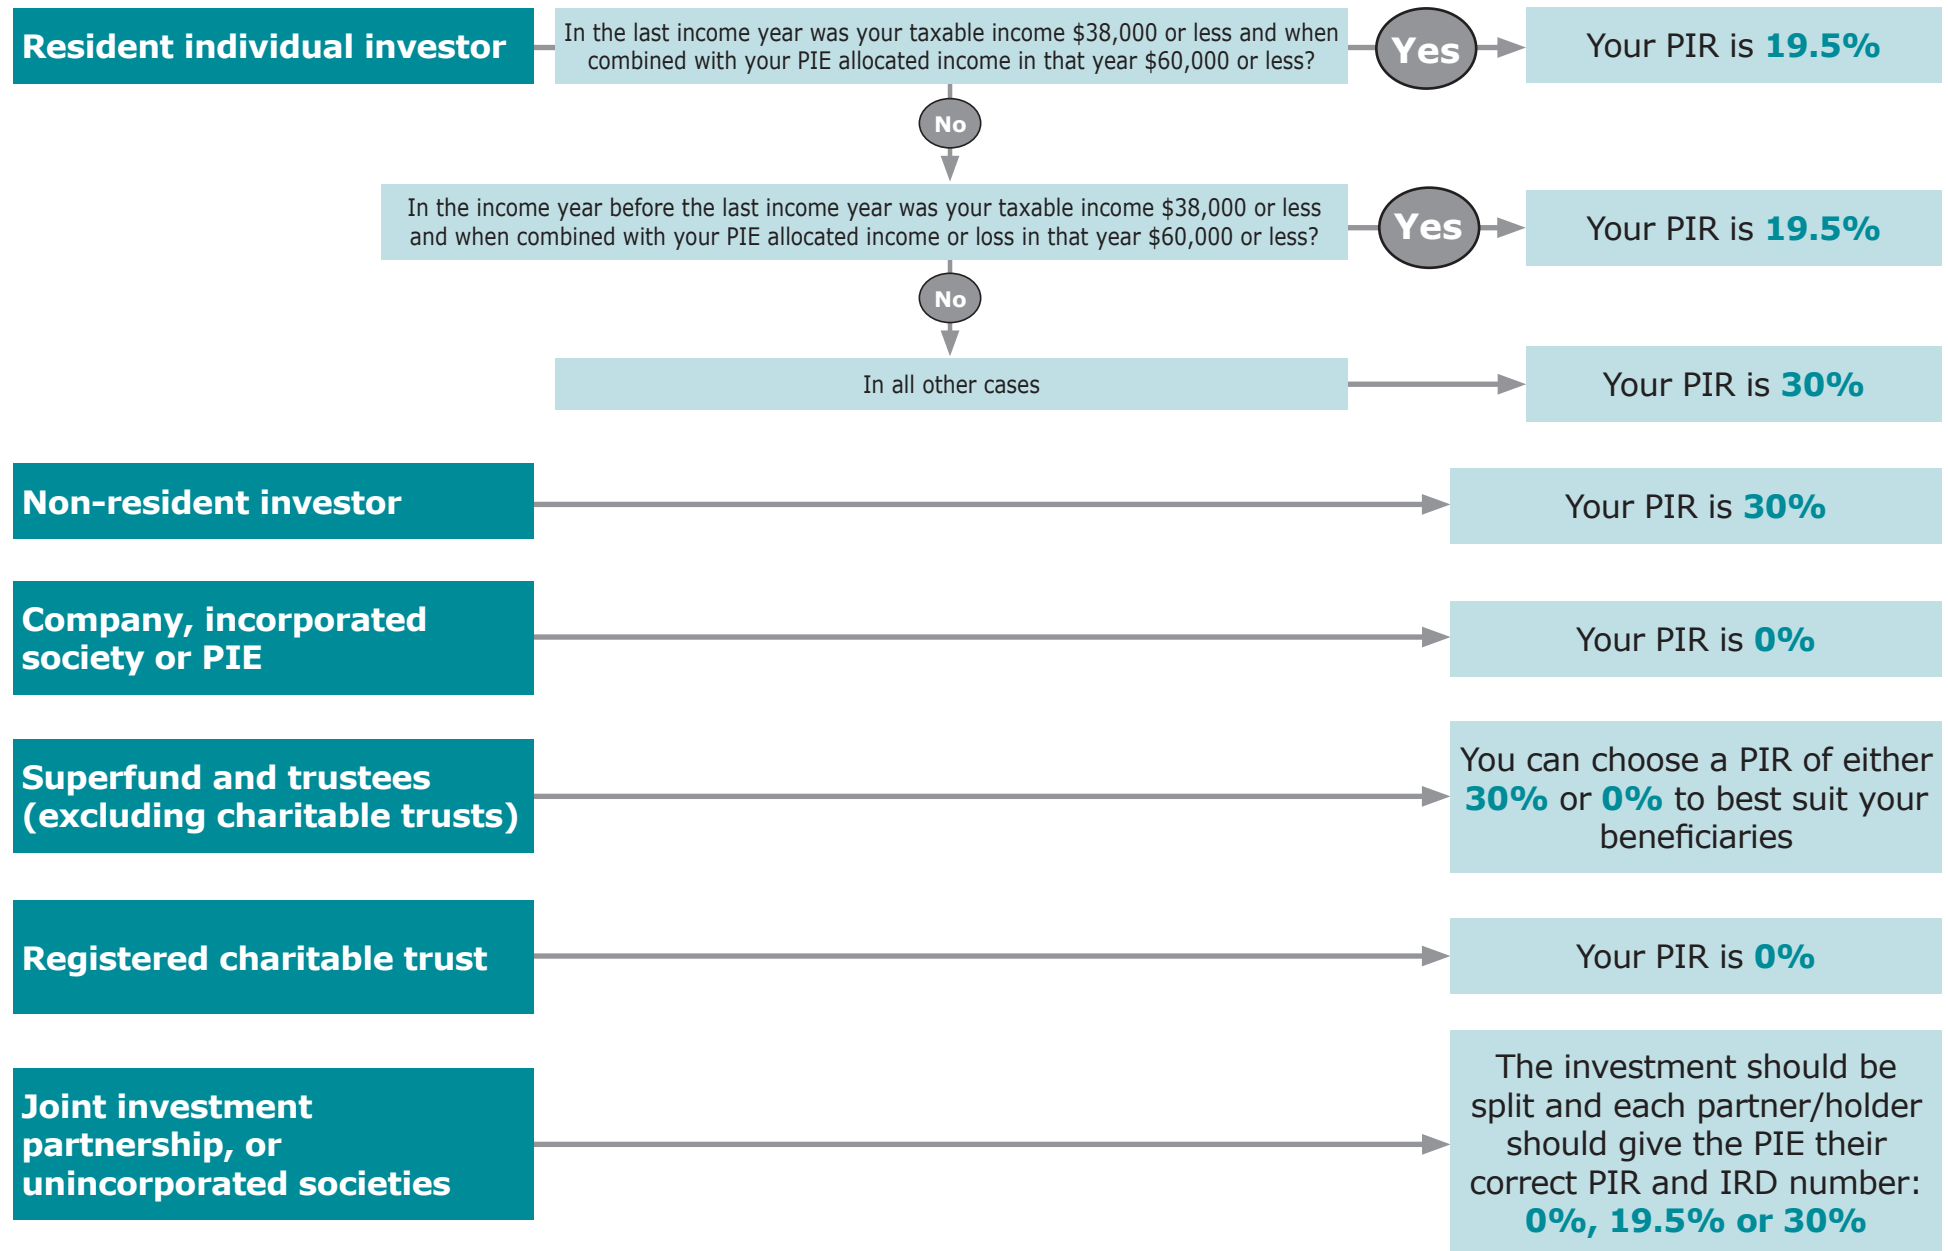 Resident individual investor
In the last income year was your taxable income $38,000 or less and when
combined with your PIE allocated income in that year $60,000 or less?
Yes
Your PIR is 19.5%
No
In the income year before the last income year was your taxable income $38,000 or less
and when combined with your PIE allocated income or loss in that year $60,000 or less?
Yes
Your PIR is 19.5%
No
In all other cases
Your PIR is 30%
Non-resident investor
Your PIR is 30%
Company, incorporated
society or PIE
Your PIR is 0%
Superfund and trustees
(excluding charitable trusts)
You can choose a PIR of either
30% or 0% to best suit your
beneficiaries
Registered charitable trust
Your PIR is 0%
Joint investment
partnership, or
unincorporated societies
The investment should be
split and each partner/holder
should give the PIE their
correct PIR and IRD number:
0%, 19.5% or 30%